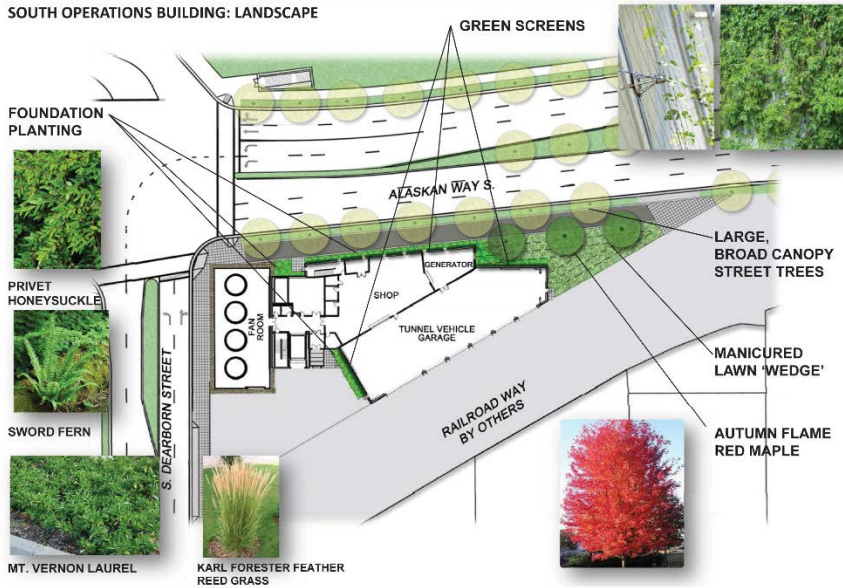 SOUTH OPERATIONS BUILDING: LANDSCAPE
GREEN SCREENS
FOUNDATION
PLANTING
ALASKAN WAY S.
LARGE,
BROAD CANOPY
STREET TREES
PRIVET
HONEYSUCKLE
GENERATOR
SHOP
FAN
ROOM
TUNNEL VEHICLE
GARAGE
MANICURED
LAWN ‘WEDGE’
RAILROAD WAY
BY OTHERS
SWORD FERN
S. DEARBORN STREET
AUTUMN FLAME
RED MAPLE
MT. VERNON LAUREL
KARL FORESTER FEATHER
REED GRASS